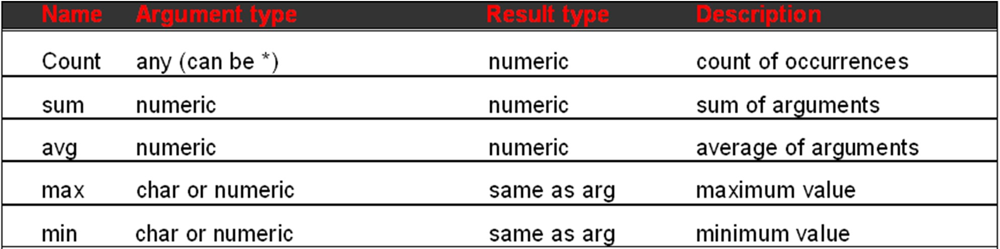 Name Argument type Result type Description
Count any (can be *) numeric count of occurrences
sum numeric numeric sum of arguments
avg numeric numeric average of arguments
max char or numeric same as arg maximum value
min char or numeric same as arg minimum value